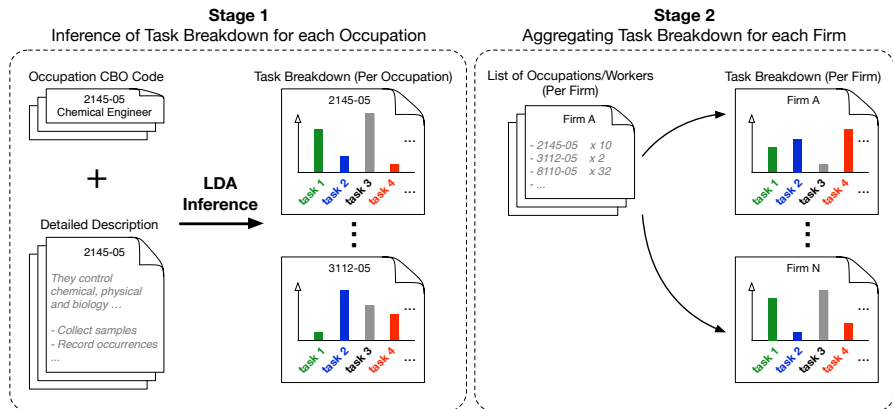 Stage 1
Inference of Task Breakdown for each Occupation
Occupation CBO Code
2145-05
Chemical Engineer
+
Detailed Description
2145-05
They control
chemical, physical
and biology ...
- Collect samples
- Record occurrences
...
LDA
Inference
Task Breakdown (Per Occupation)
2145-05
...
task 1
task 2
task 3
task 4
...
3112-05
...
task 1
task 2
task 3
task 4
...
Stage 2
Aggregating Task Breakdown for each Firm
List of Occupations/Workers
(Per Firm)
Firm A
- 2145-05 x 10
- 3112-05 x 2
- 8110-05 x 32
- ...
Task Breakdown (Per Firm)
Firm A
...
task 1
task 2
task 3
task 4
...
Firm N
...
task 1
task 2
task 3
task 4
...